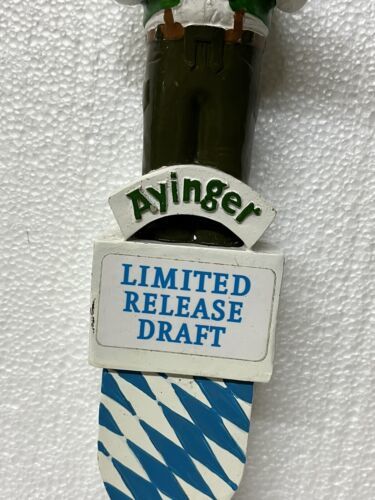 Ayinger
LIMITED
RELEASE
DRAFT